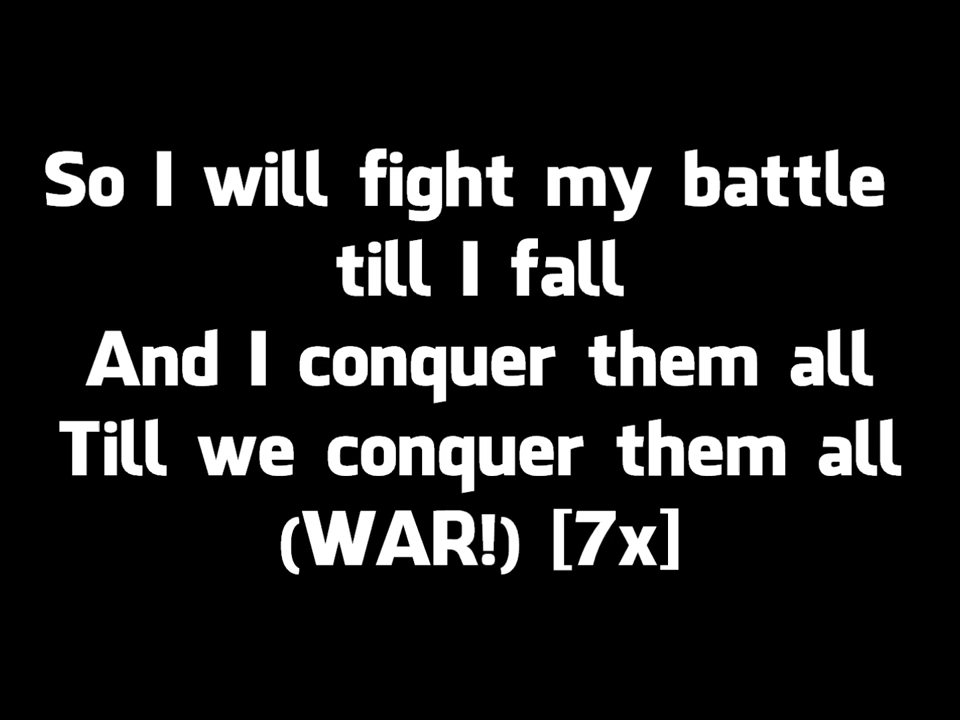 So I will fight my battle
till I fall
And I conquer them all
Till we conquer them all
(WAR!) [7x]